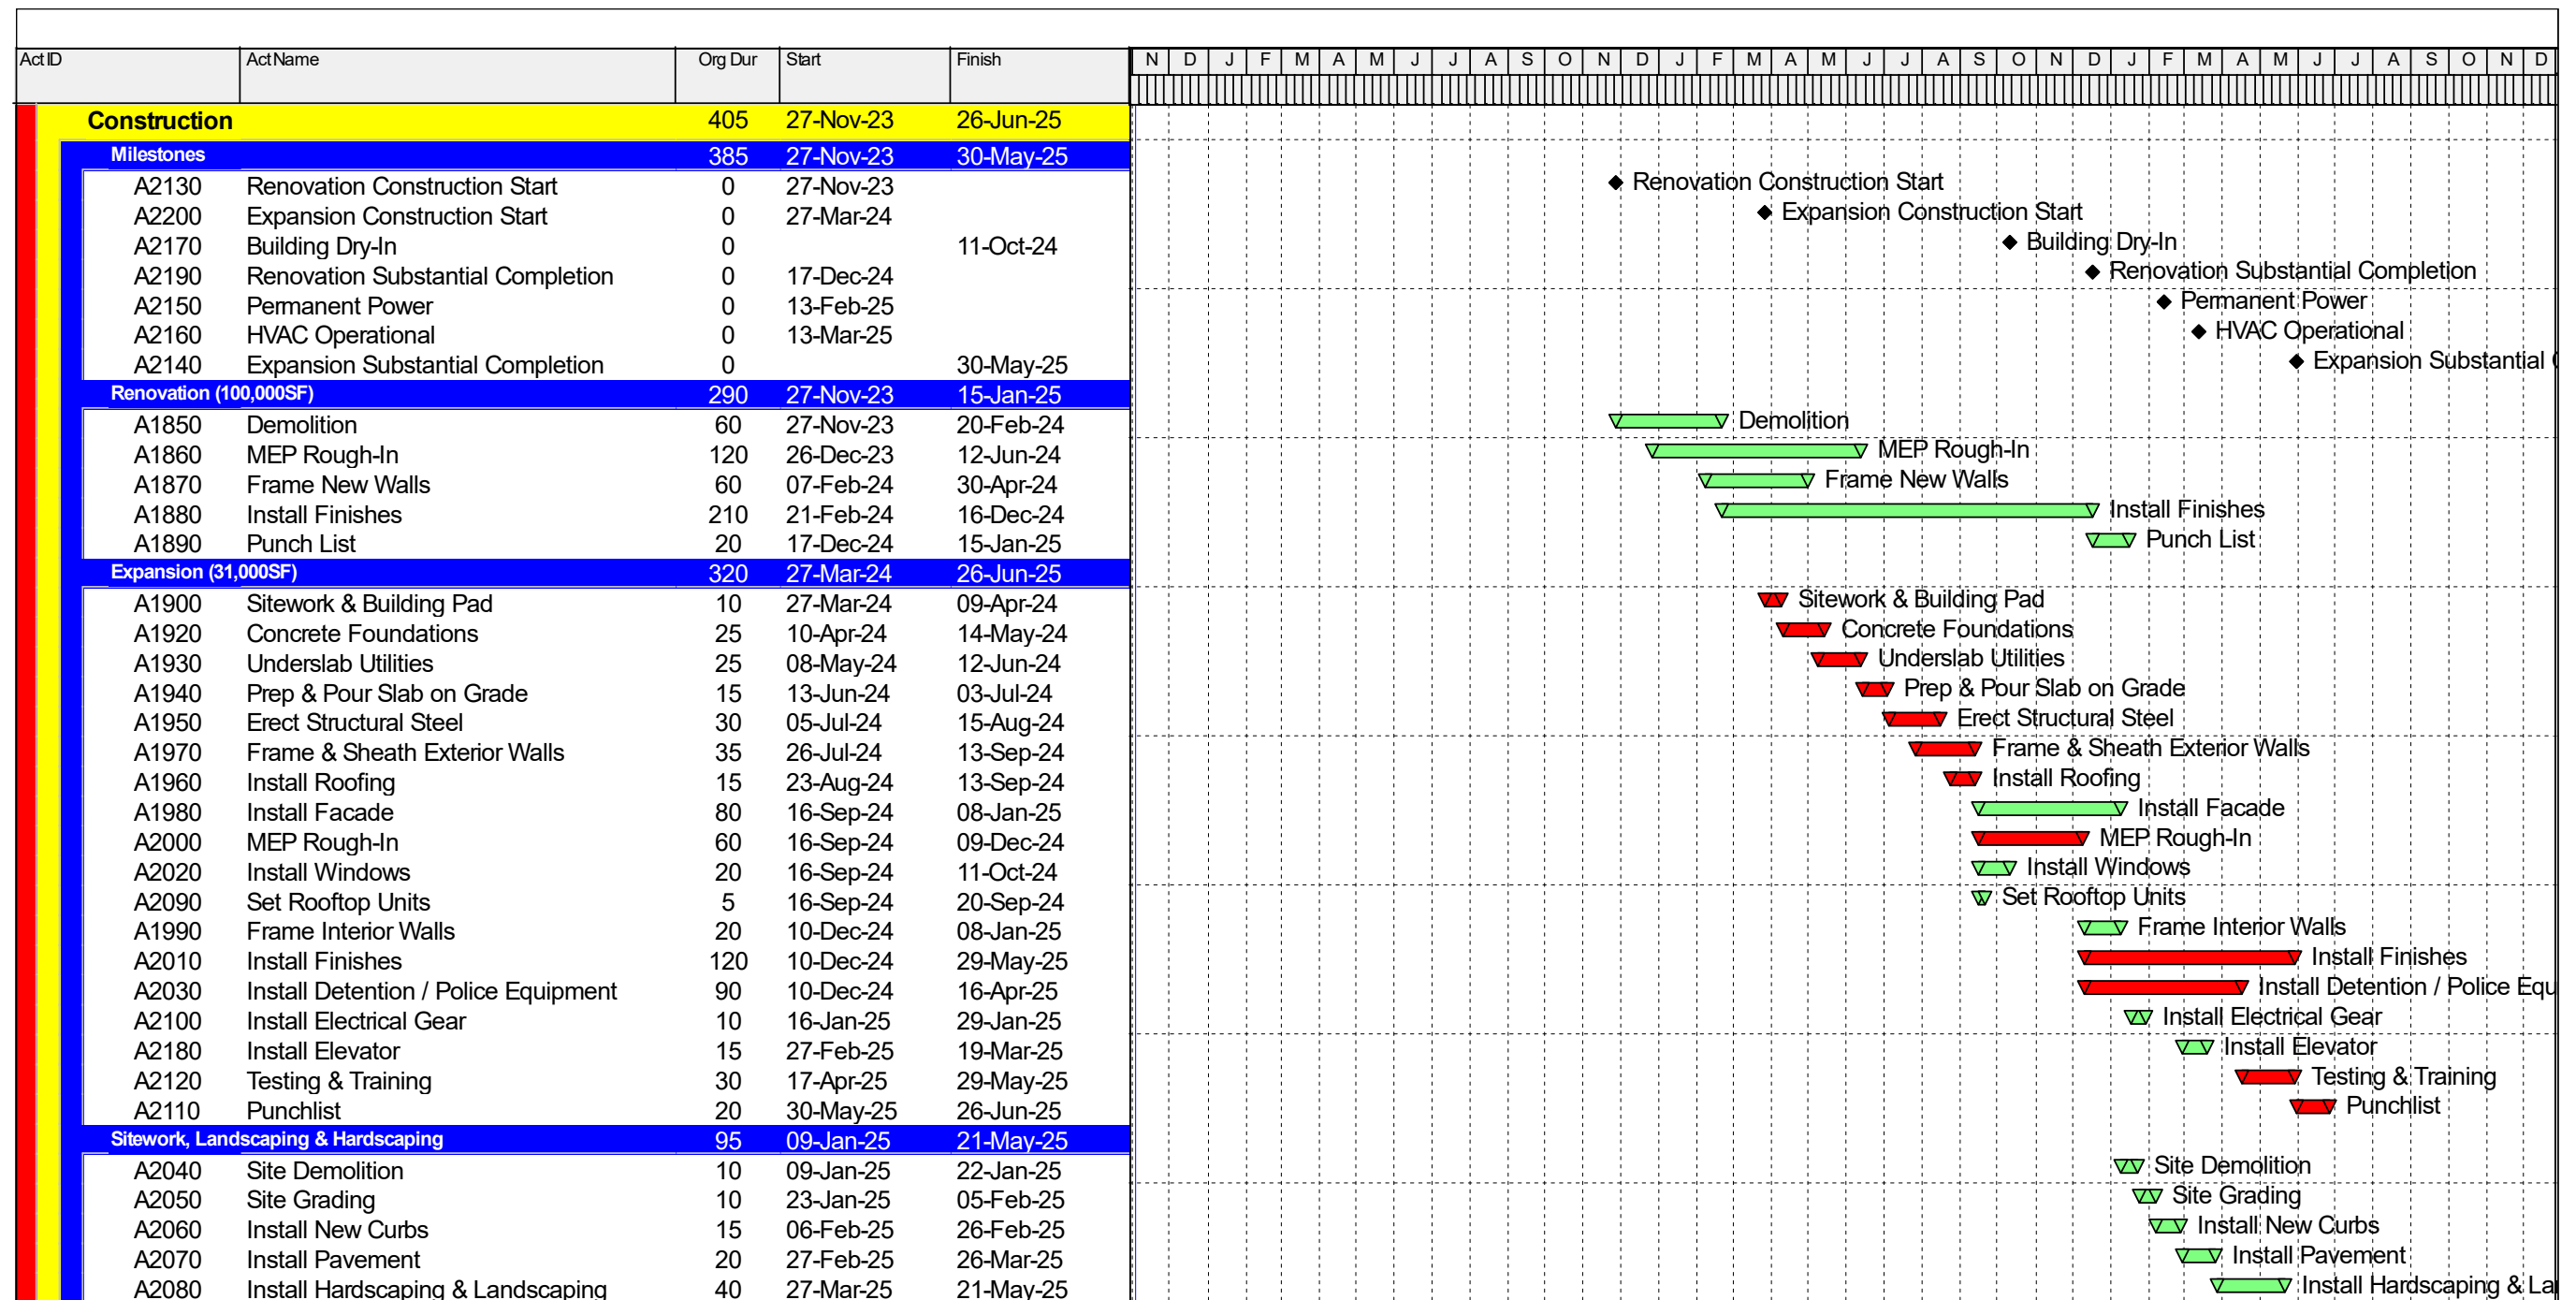 Act ID Act Name Org Dur Start Finish N D J F M A M J J A S O N D J F M A M J J A S O N D J F M A M J J A S O N D
Construction 405 27-Nov-23 26-Jun-25
Milestones 385 27-Nov-23 30-May-25
A2130 Renovation Construction Start 0 27-Nov-23 Renovation Construction Start
A2200 Expansion Construction Start 0 27-Mar-24 Expansion Construction Start
A2170 Building Dry-In 0 11-Oct-24 Building Dry-In
A2190 Renovation Substantial Completion 0 17-Dec-24 Renovation Substantial Completion
A2150 Permanent Power 0 13-Feb-25 Permanent Power
A2160 HVAC Operational 0 13-Mar-25 HVAC Operational
A2140 Expansion Substantial Completion 0 30-May-25 Expansion Substantial
Renovation (100,000SF) 290 27-Nov-23 15-Jan-25
A1850 Demolition 60 27-Nov-23 20-Feb-24 Demolition
A1860 MEP Rough-In 120 26-Dec-23 12-Jun-24 MEP Rough-In
A1870 Frame New Walls 60 07-Feb-24 30-Apr-24 Frame New Walls
A1880 Install Finishes 210 21-Feb-24 16-Dec-24 Install Finishes
A1890 Punch List 20 17-Dec-24 15-Jan-25 Punch List
Expansion (31,000SF) 320 27-Mar-24 26-Jun-25
A1900 Sitework & Building Pad 10 27-Mar-24 09-Apr-24 Sitework & Building Pad
A1920 Concrete Foundations 25 10-Apr-24 14-May-24 Concrete Foundations
A1930 Underslab Utilities 25 08-May-24 12-Jun-24 Underslab Utilities
A1940 Prep & Pour Slab on Grade 15 13-Jun-24 03-Jul-24 Prep & Pour Slab on Grade
A1950 Erect Structural Steel 30 05-Jul-24 15-Aug-24 Erect Structural Steel
A1970 Frame & Sheath Exterior Walls 35 26-Jul-24 13-Sep-24 Frame & Sheath Exterior Walls
A1960 Install Roofing 15 23-Aug-24 13-Sep-24 Install Roofing
A1980 Install Facade 80 16-Sep-24 08-Jan-25 Install Facade
A2000 MEP Rough-In 60 16-Sep-24 09-Dec-24 MEP Rough-In
A2020 Install Windows 20 16-Sep-24 11-Oct-24 Install Windows
A2090 Set Rooftop Units 5 16-Sep-24 20-Sep-24 Set Rooftop Units
A1990 Frame Interior Walls 20 10-Dec-24 08-Jan-25 Frame Interior Walls
A2010 Install Finishes 120 10-Dec-24 29-May-25 Install Finishes
A2030 Install Detention / Police Equipment 90 10-Dec-24 16-Apr-25 Install Detention / Police Equ
A2100 Install Electrical Gear 10 16-Jan-25 29-Jan-25 Install Electrical Gear
A2180 Install Elevator 15 27-Feb-25 19-Mar-25 Install Elevator
A2120 Testing & Training 30 17-Apr-25 29-May-25 Testing & Training
A2110 Punchlist 20 30-May-25 26-Jun-25 Punchlist
Sitework, Landscaping & Hardscaping 95 09-Jan-25 21-May-25
A2040 Site Demolition 10 09-Jan-25 22-Jan-25 Site Demolition
A2050 Site Grading 10 23-Jan-25 05-Feb-25 Site Grading
A2060 Install New Curbs 15 06-Feb-25 26-Feb-25 Install New Curbs
A2070 Install Pavement 20 27-Feb-25 26-Mar-25 Install Pavement
A2080 Install Hardscaping & Landscaping 40 27-Mar-25 21-May-25 Install Hardscaping & La